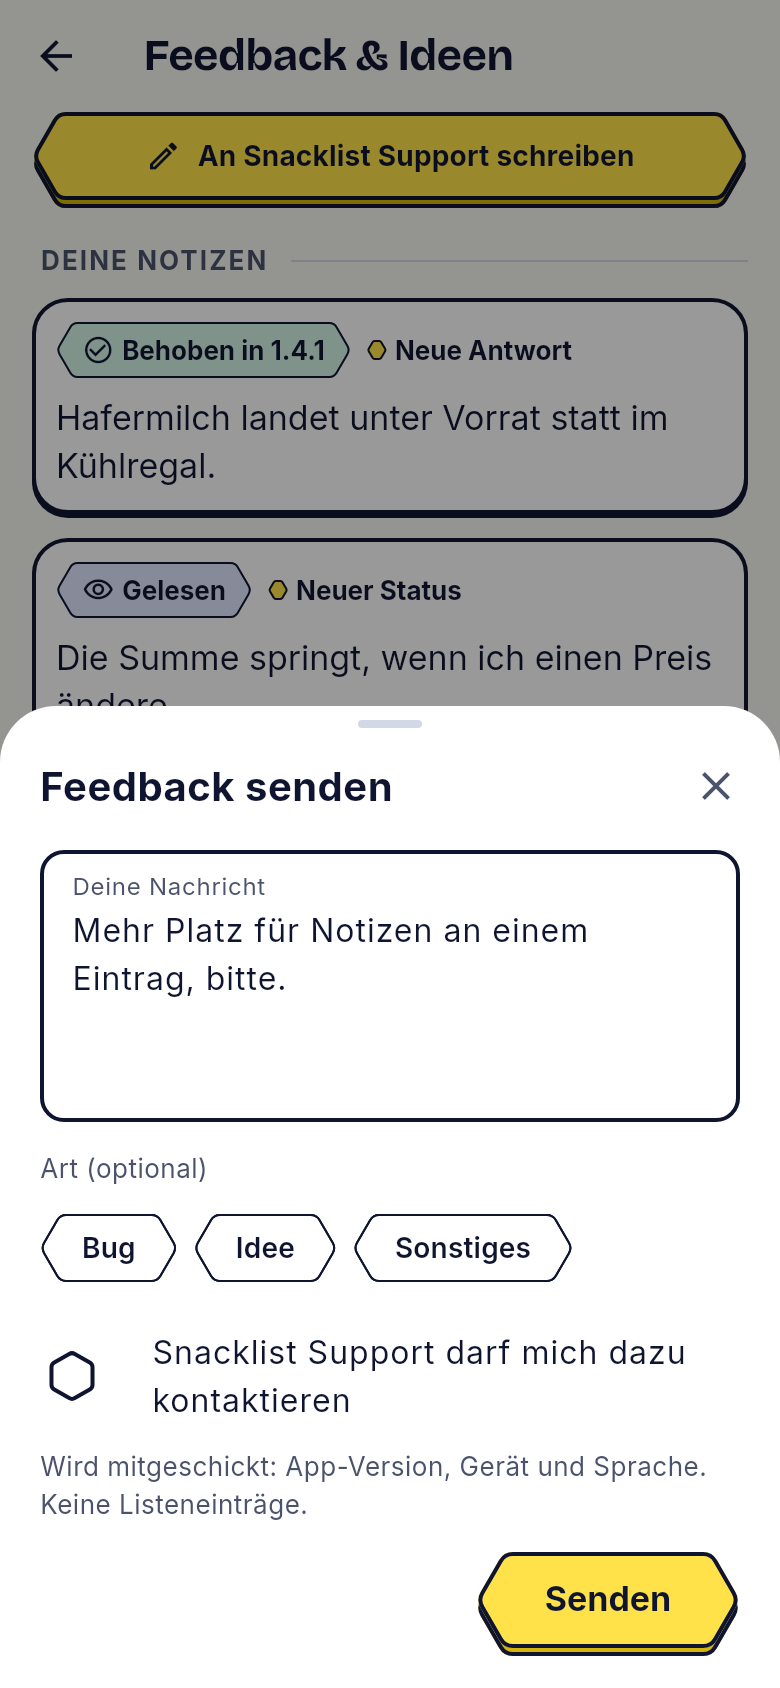 Feedback & Ideen
An Snacklist Support schreiben
DEINE NOTIZEN
Behoben in 1.4.1
Neue Antwort
Hafermilch landet unter Vorrat statt im
Kühlregal.
Gelesen
Neuer Status
Die Summe springt, wenn ich einen Preis
ändere
Feedback senden
Deine Nachricht
Mehr Platz für Notizen an einem
Eintrag, bitte.
Art (optional)
Bug
Idee
Sonstiges
Snacklist Support darf mich dazu
kontaktieren
Wird mitgeschickt: App-Version, Gerät und Sprache.
Keine Listeneinträge.
Senden